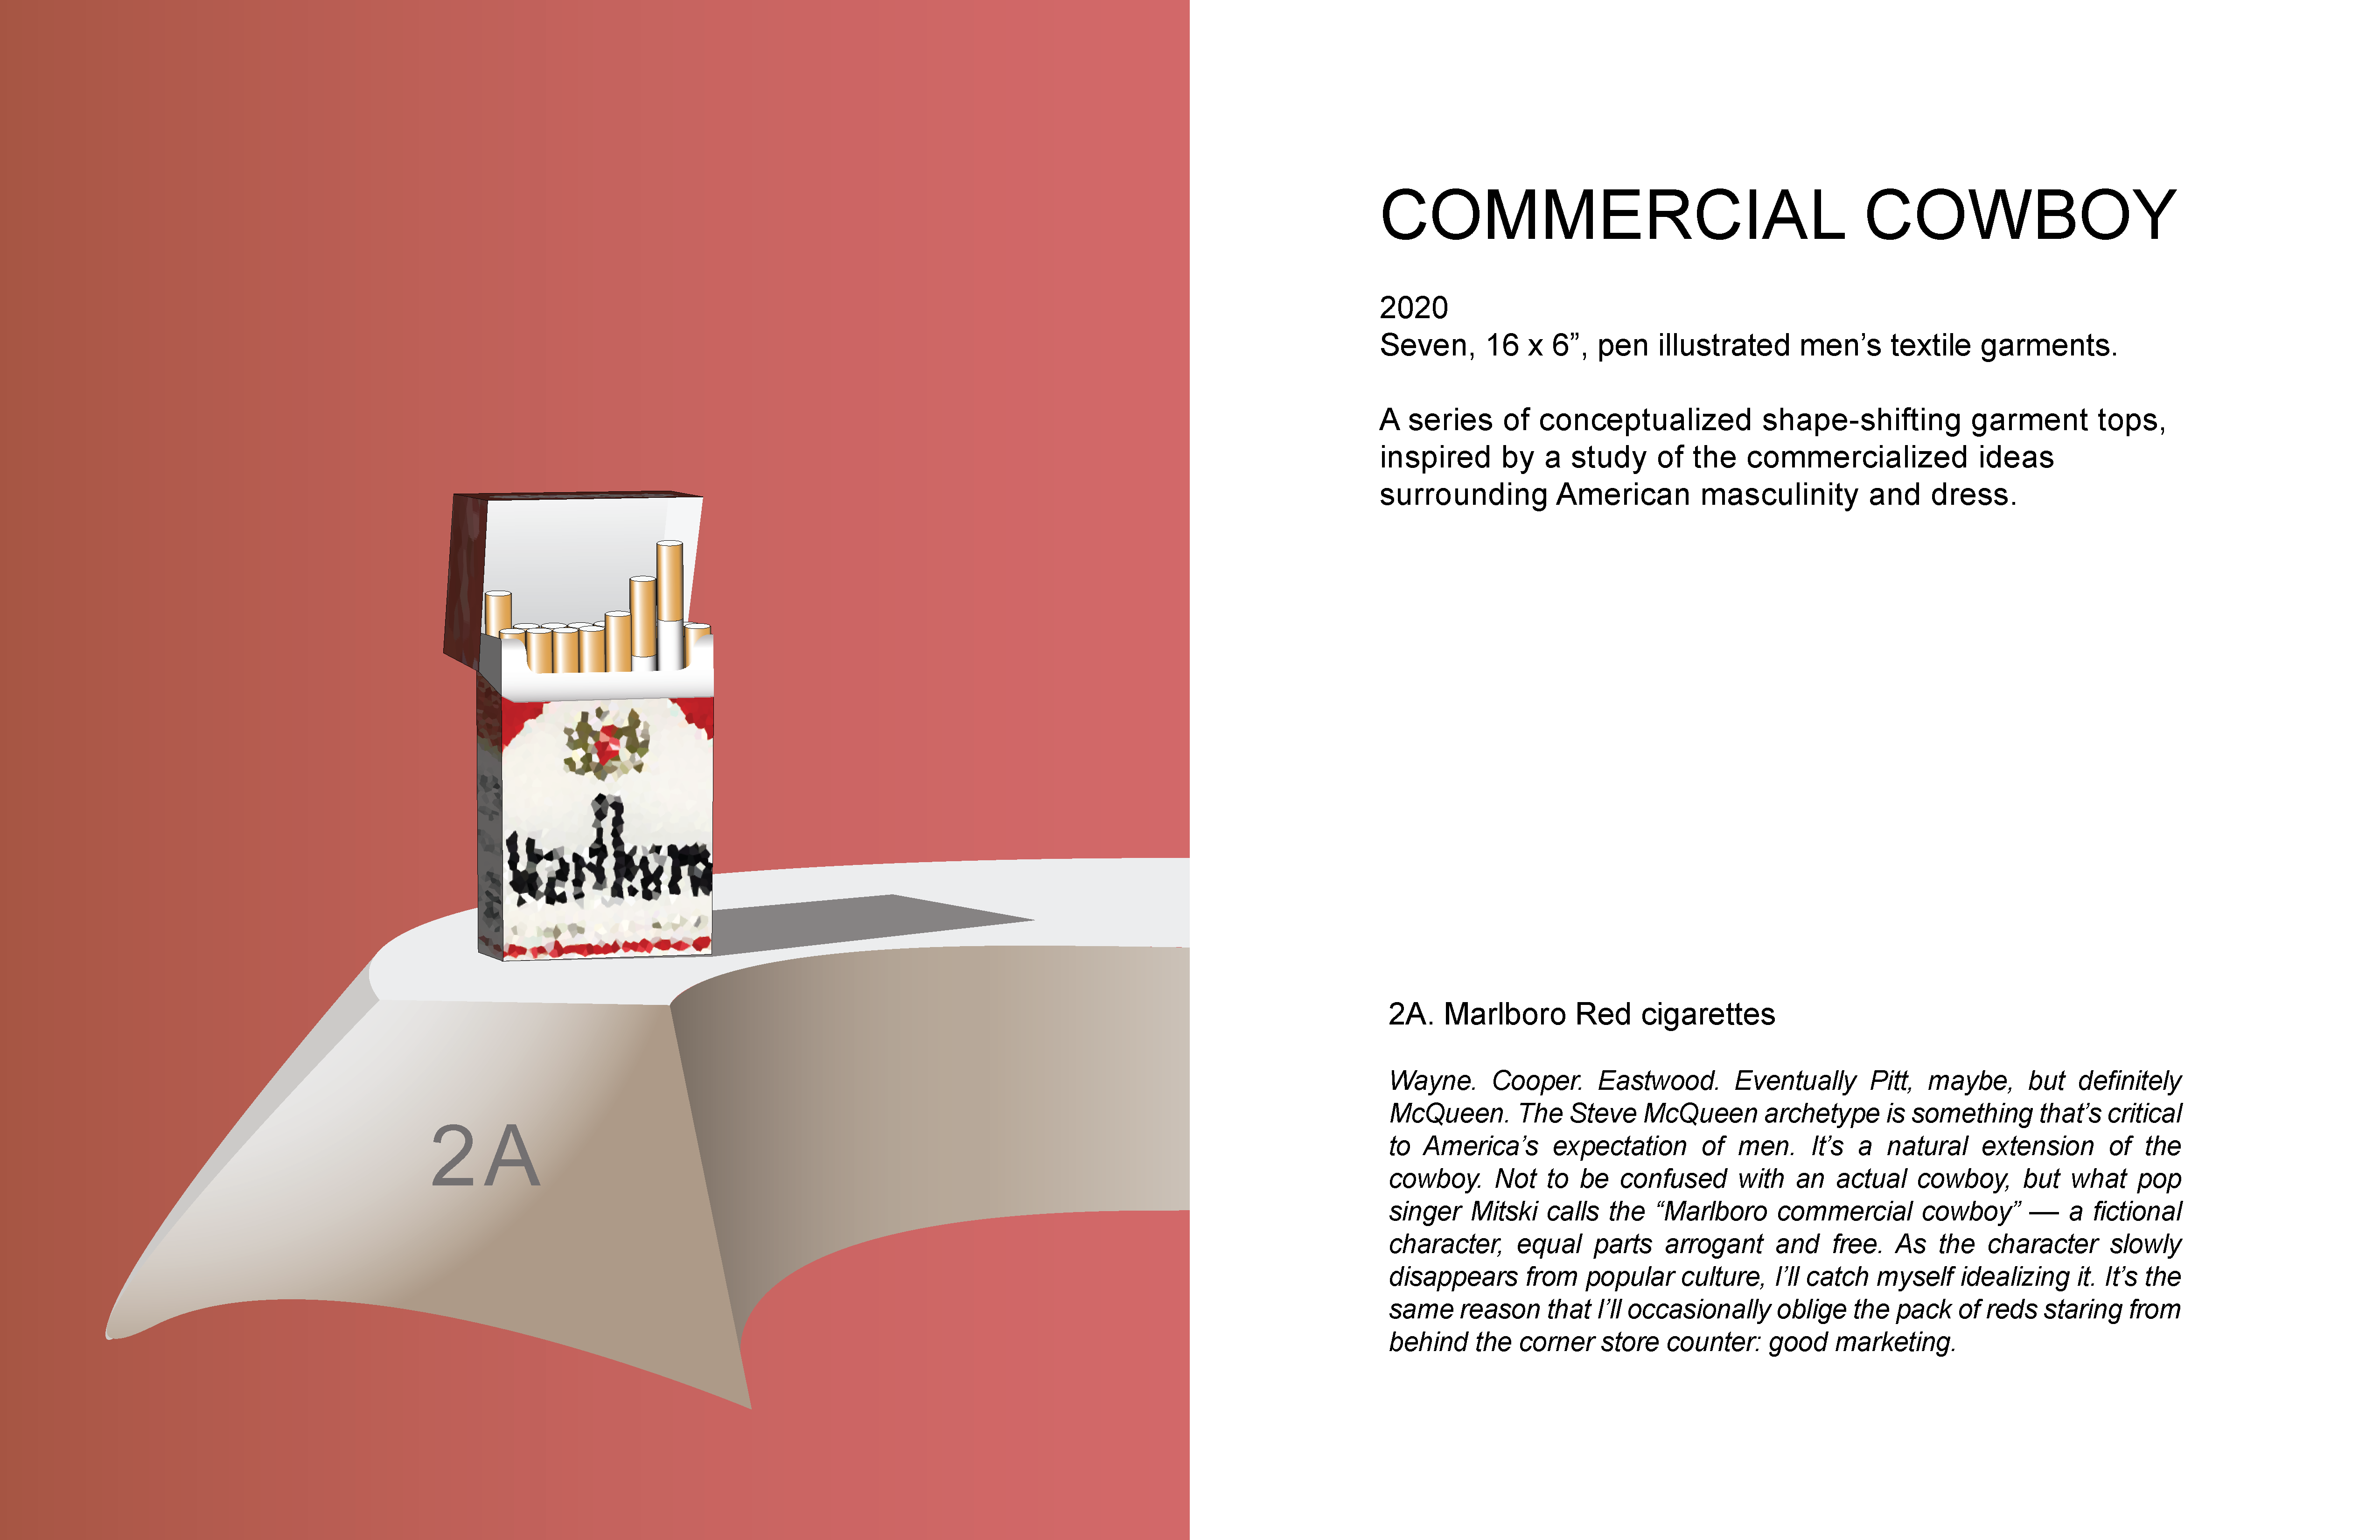 2A
COMMERCIAL COWBOY
2020
Seven, 16 x 6”, pen illustrated men’s textile garments.
A series of conceptualized shape-shifting garment tops,
inspired by a study of the commercialized ideas
surrounding American masculinity and dress.
2A. Marlboro Red cigarettes
Wayne. Cooper. Eastwood. Eventually Pitt, maybe, but definitely
McQueen. The Steve McQueen archetype is something that’s critical
to America’s expectation of men. It’s a natural extension of the
cowboy. Not to be confused with an actual cowboy, but what pop
singer Mitski calls the “Marlboro commercial cowboy” — a fictional
character, equal parts arrogant and free. As the character slowly
disappears from popular culture, I’ll catch myself idealizing it. It’s the
same reason that I’ll occasionally oblige the pack of reds staring from
behind the corner store counter: good marketing.